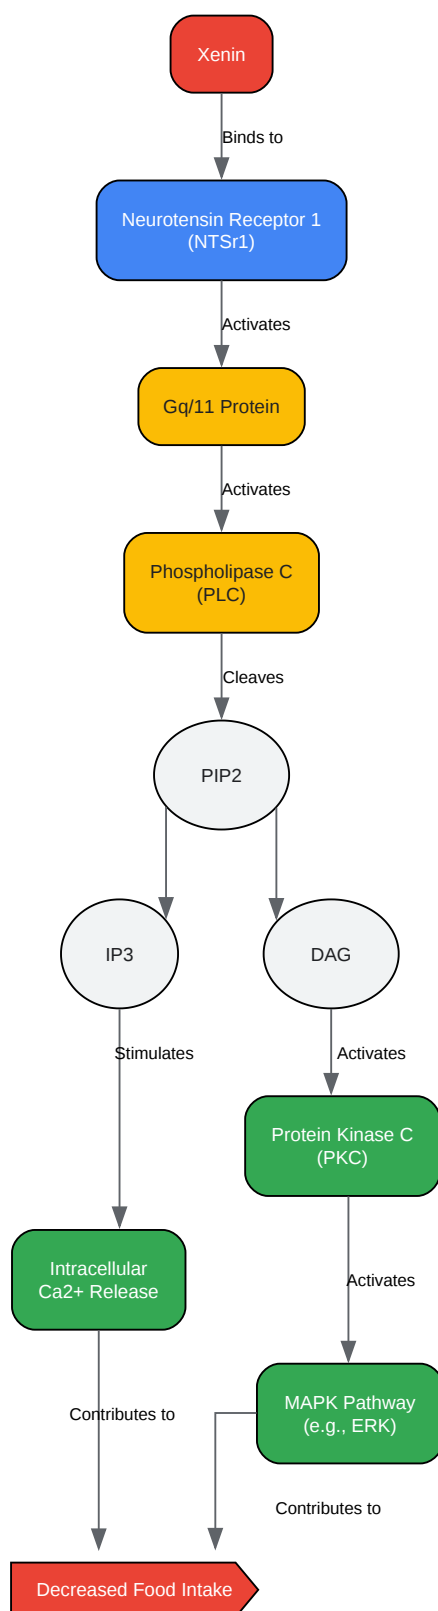 Xenin
Binds to
Neurotensin Receptor 1
(NTSr1)
Activates
Gq/11 Protein
Activates
Phospholipase C
(PLC)
Cleaves
PIP2
IP3
DAG
Stimulates
Activates
Protein Kinase C
(PKC)
Intracellular
Ca2+ Release
Activates
MAPK Pathway
(e.g., ERK)
Contributes to
Contributes to
Decreased Food Intake